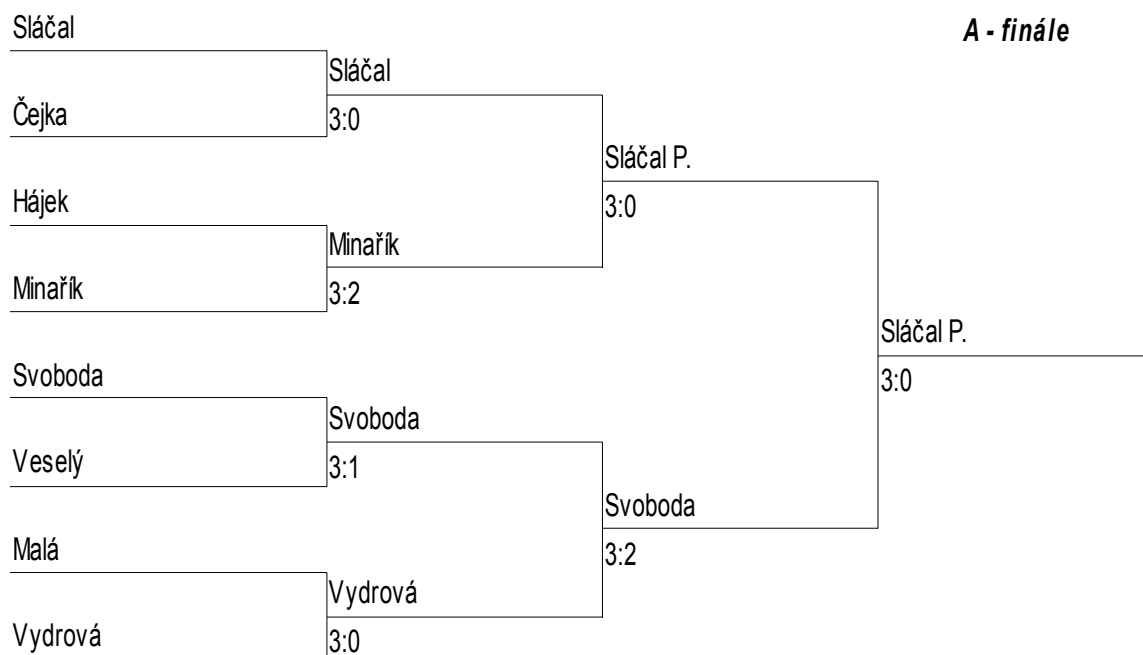 Sláčal
A - finále
Sláčal
Čejka
3:0
Sláčal P.
Hájek
3:0
Minařík
Minařík
3:2
Sláčal P.
Svoboda
3:0
Svoboda
Veselý
3:1
Svoboda
Malá
3:2
Vydrová
Vydrová
3:0